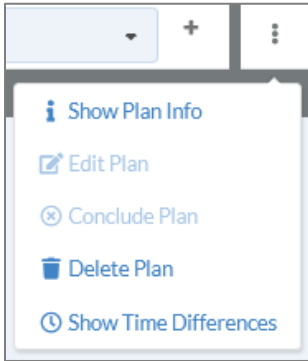 Show Plan Info
Edit Plan
Conclude Plan
Delete Plan
Show Time Differences